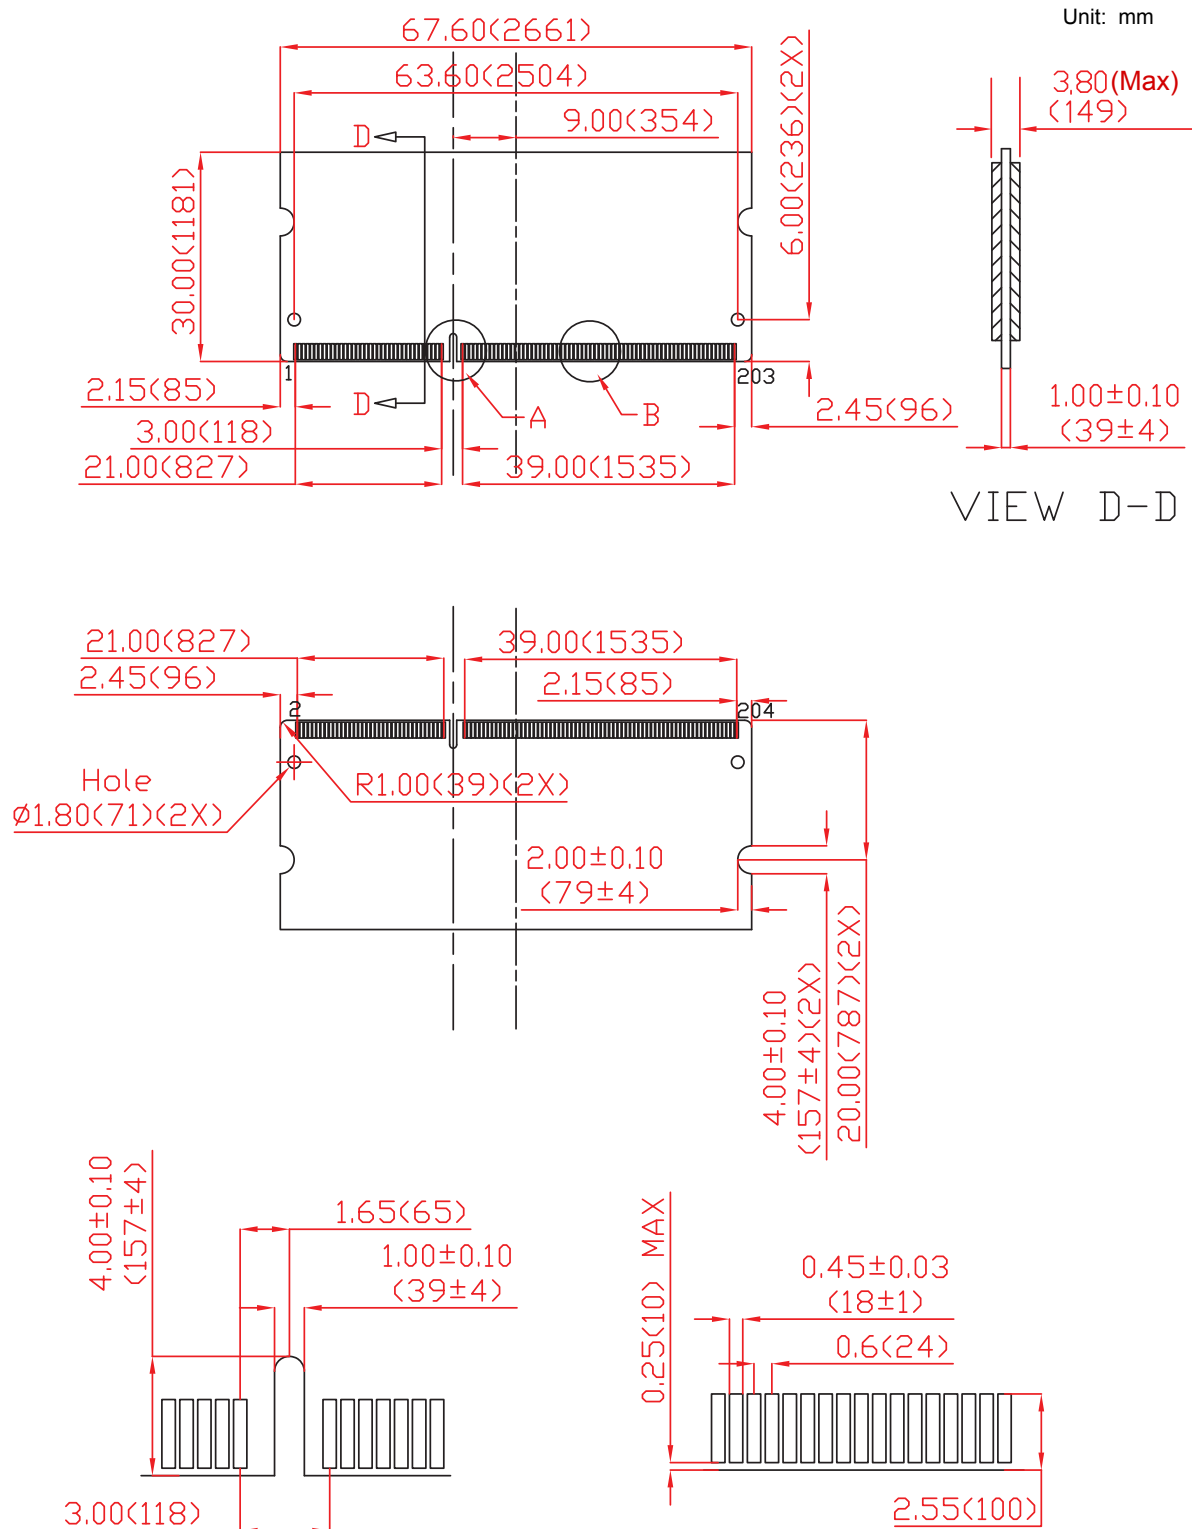 Unit: mm
67.60(2661)
63.60(2504)
9.00(354)
D
30.00(1181)
6.00(236)(2X)
3.80(Max)
(149)
1
203
2.15(85)
D
A
B
2.45(96)
3.00(118)
21.00(827)
39.00(1535)
1.00±0.10
(39±4)
VIEW D-D
21.00(827)
39.00(1535)
2.45(96)
2.15(85)
2
204
Hole
Ø1.80(71)(2X)
R1.00(39)(2X)
2.00±0.10
(79±4)
4.00±0.10
(157±4)(2X)
20.00(787)(2X)
4.00±0.10
(157±4)
1.65(65)
1.00±0.10
(39±4)
3.00(118)
0.25(10) MAX
0.45±0.03
(18±1)
0.6(24)
2.55(100)